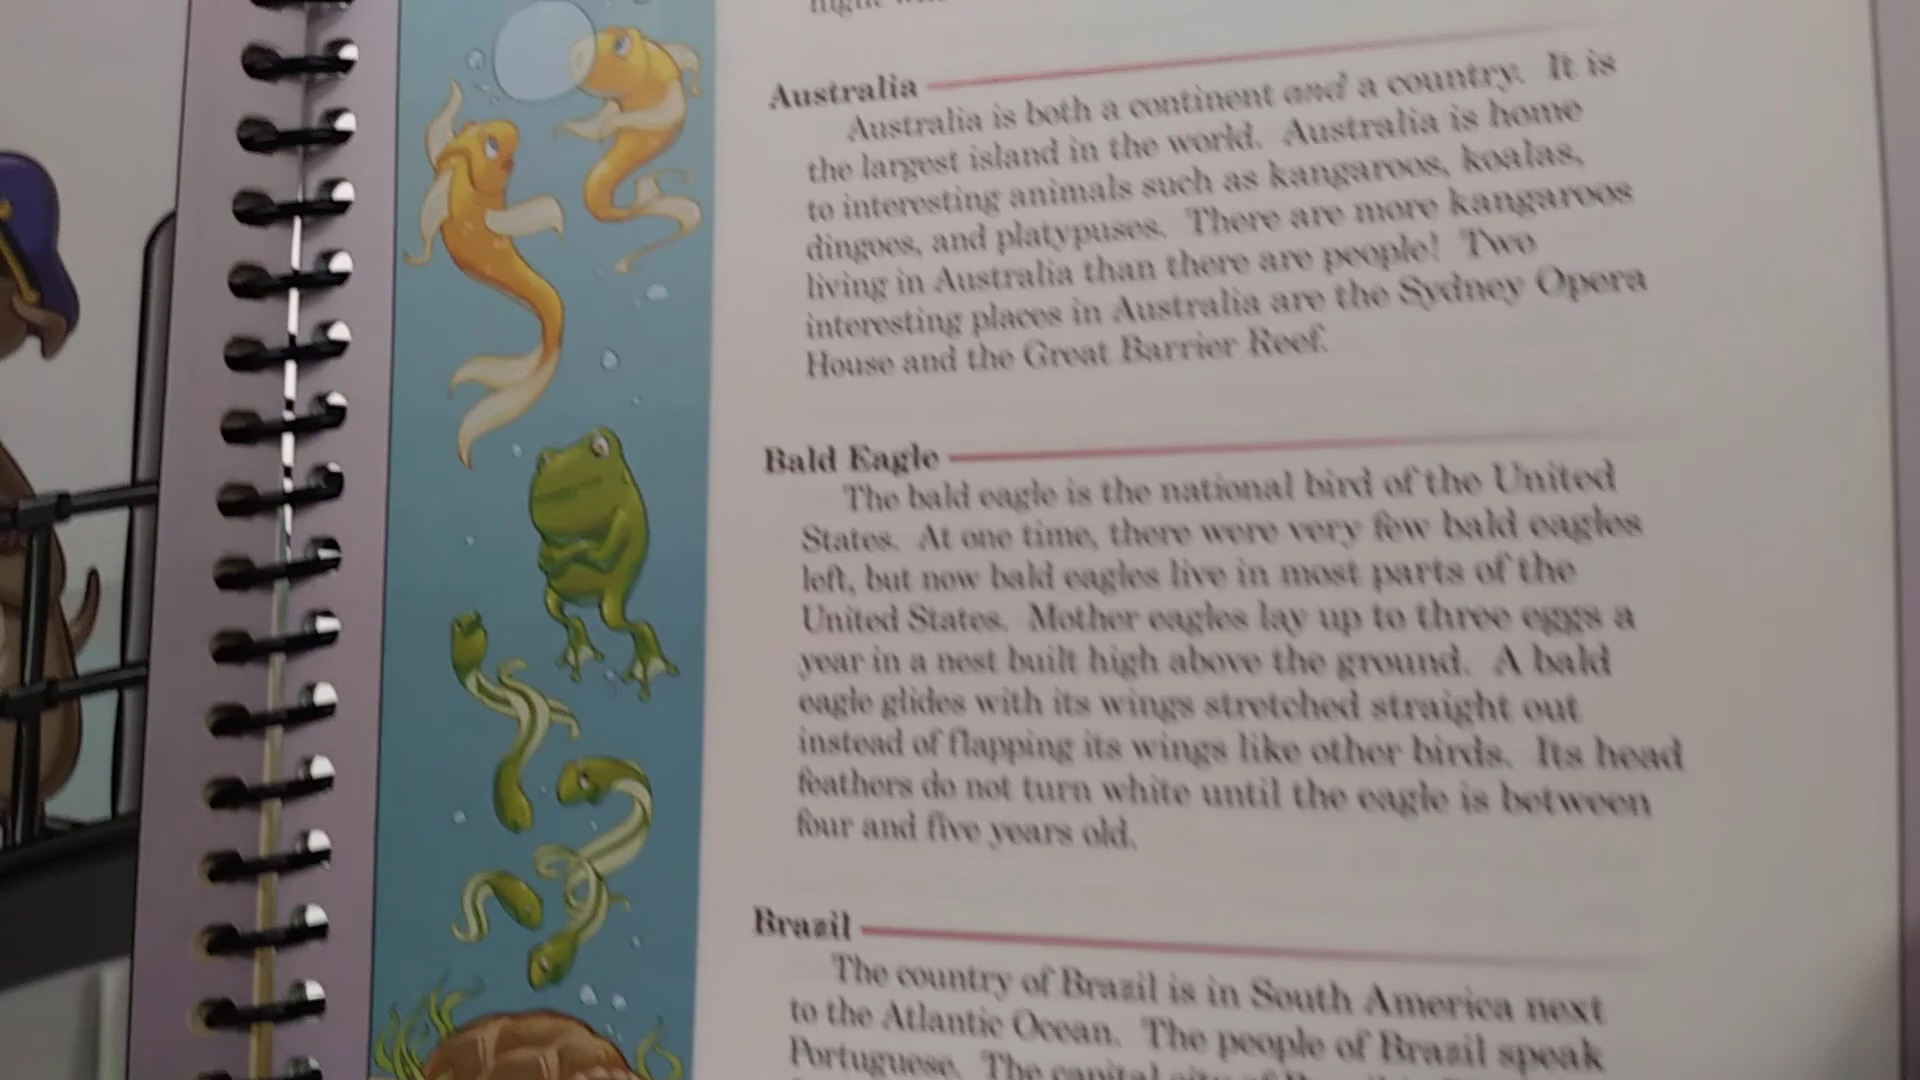 Australia
Australia is both a continent and a country. It is
the largest island in the world. Australia is home
to interesting animals such as kangaroos, koalas,
dingoes, and platypuses. There are more kangaroos
living in Australia than there are people! Two
interesting places in Australia are the Sydney Opera
House and the Great Barrier Reef.
Bald Eagle
The bald eagle is the national bird of the United
States. At one time, there were very few bald eagles
left, but now bald eagles live in most parts of the
United States. Mother eagles lay up to three eggs a
year in a nest built high above the ground. A bald
eagle glides with its wings stretched straight out
instead of flapping its wings like other birds. Its head
feathers do not turn white until the eagle is between
four and five years old.
Brazil
The country of Brazil is in South America next
to the Atlantic Ocean. The people of Brazil speak
Portuguese. The capital city of